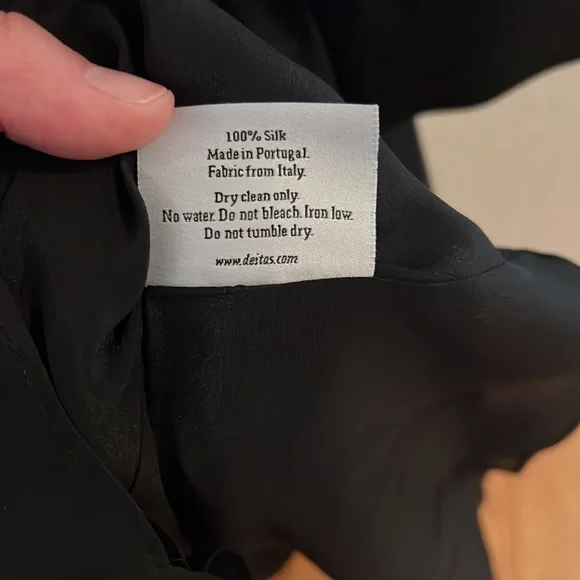 100% Silk
Made in Portugal.
Fabric from Italy.
Dry clean only.
No water. Do not bleach. Iron low.
Do not tumble dry.
www.deitas.com